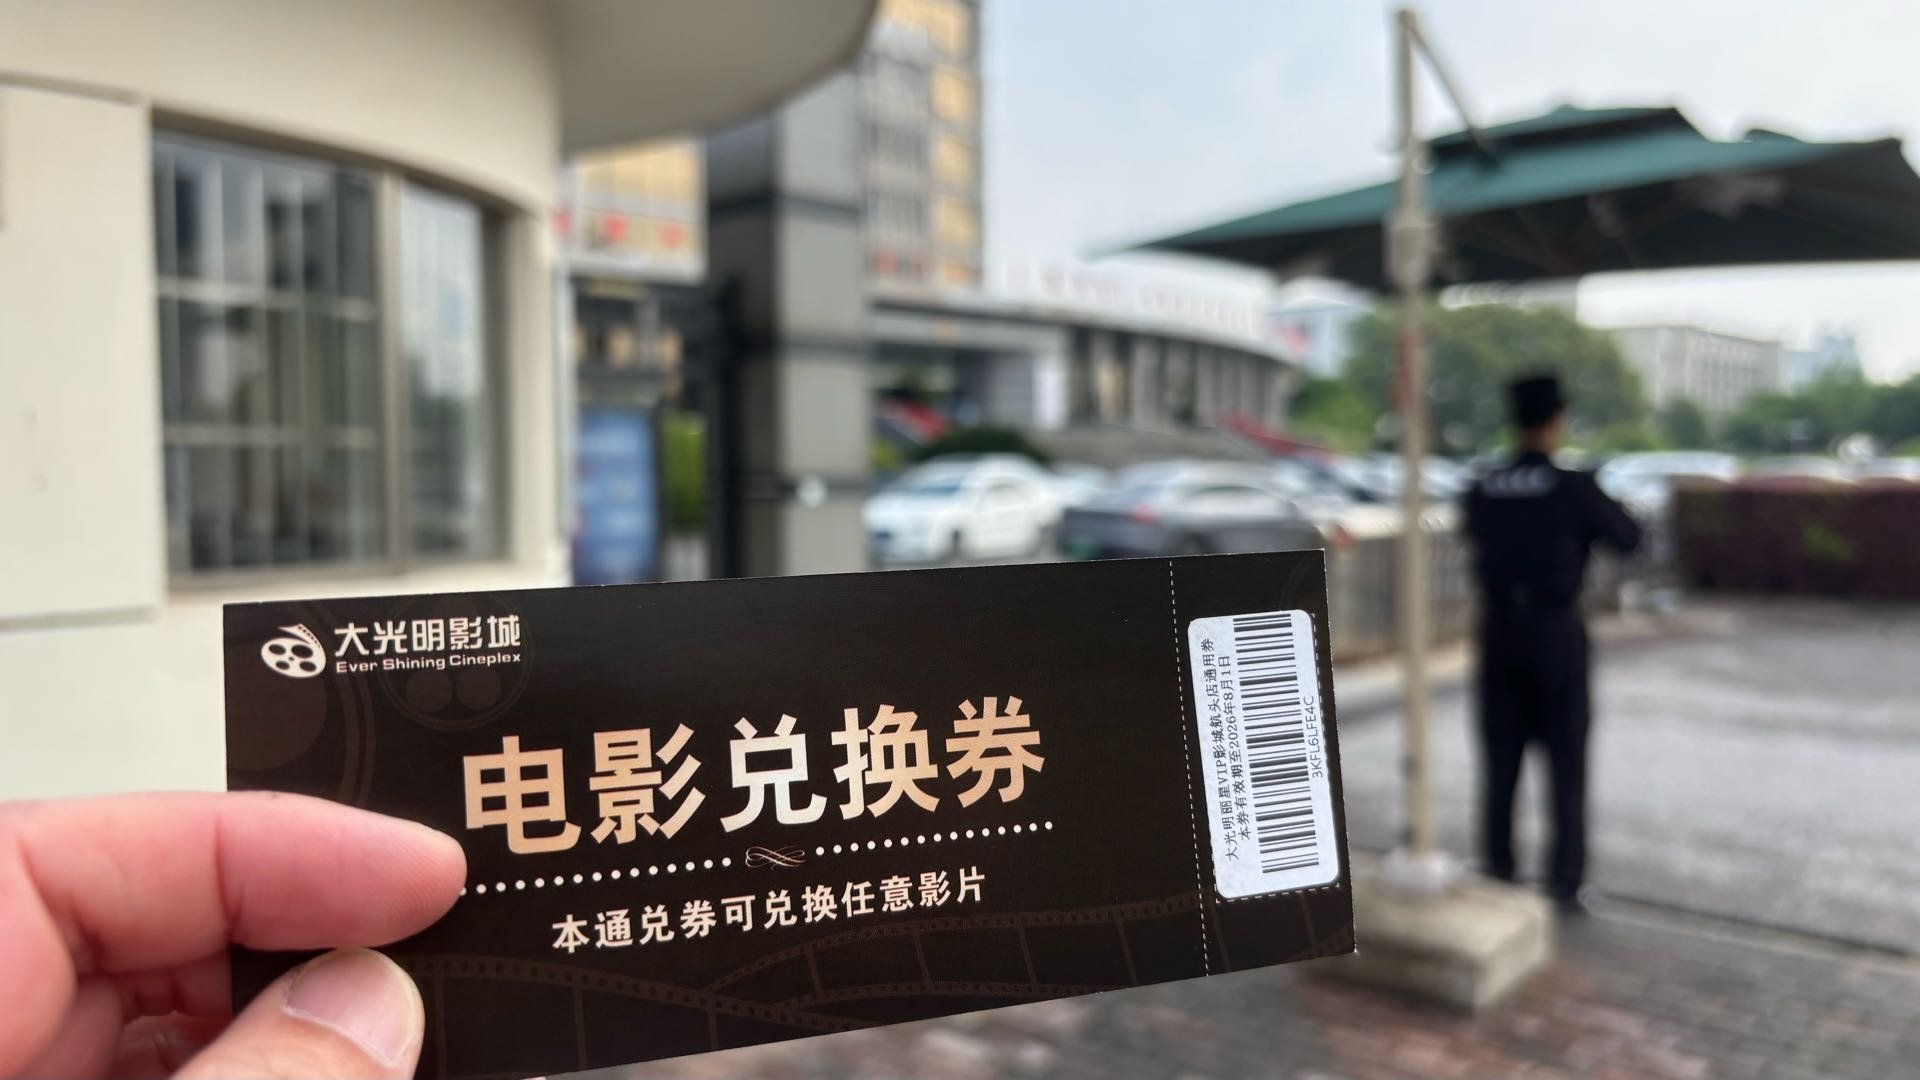 大光明影城
Ever Shining Cineplex
电影兑换券
本通兑券可兑换任意影片
大光明丽星VIP影城航头店通用券
本券有效期至2026年8月1日
3KFL6LFE4C